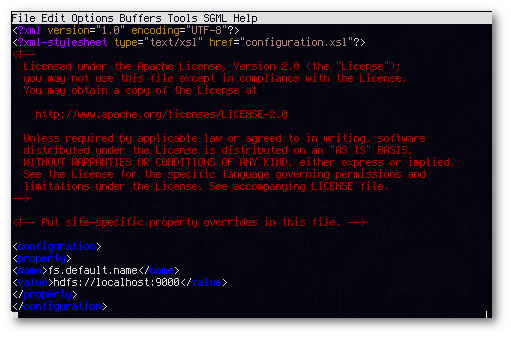 File Edit Options Buffers Tools SGML Help
<?xml version="1.0" encoding="UTF-8"?>
<?xml-stylesheet type="text/xsl" href="configuration.xsl"?>
<!--
Licensed under the Apache License, Version 2.0 (the "License");
you may not use this file except in compliance with the License.
You may obtain a copy of the License at
http://www.apache.org/licenses/LICENSE-2.0
Unless required by applicable law or agreed to in writing, software
distributed under the License is distributed on an "AS IS" BASIS,
WITHOUT WARRANTIES OR CONDITIONS OF ANY KIND, either express or implied.
See the License for the specific language governing permissions and
limitations under the License. See accompanying LICENSE file.
-->
<!-- Put site-specific property overrides in this file. -->
<configuration>
<property>
<name>fs.default.name</name>
<value>hdfs://localhost:9000</value>
</property>
</configuration>